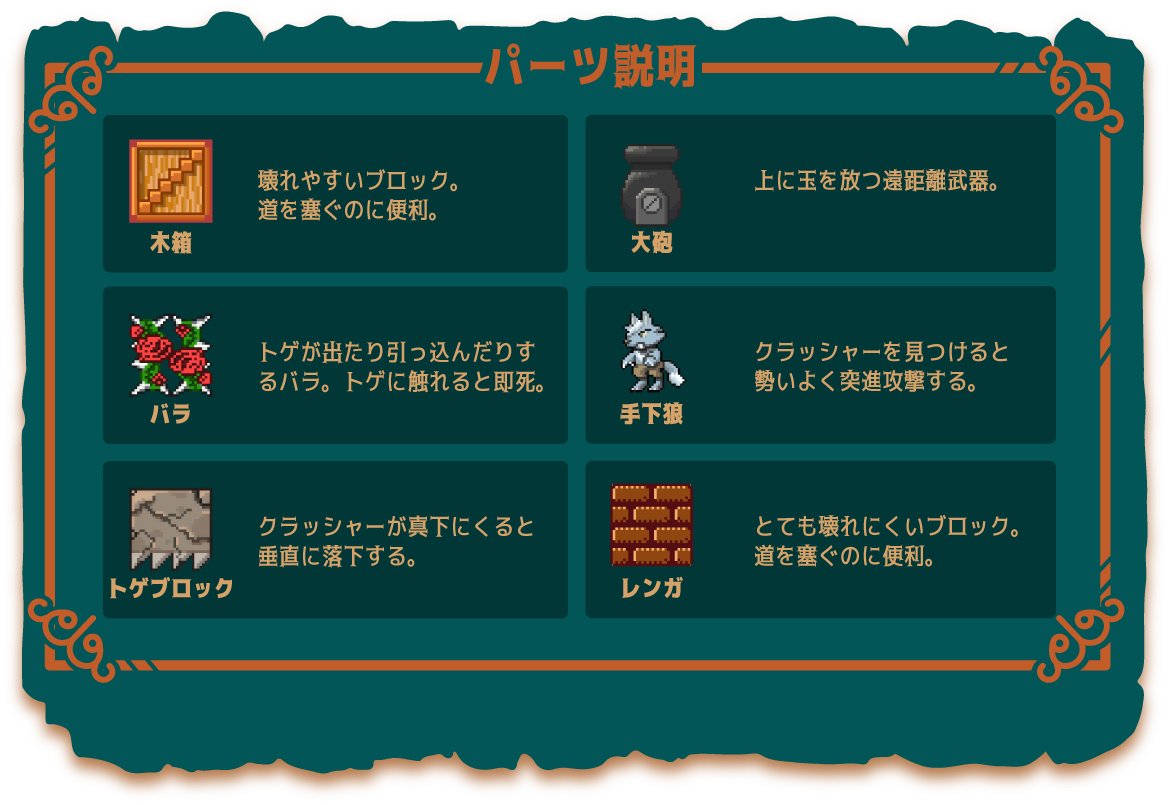 パーツ説明
壊れやすいブロック。
道を塞ぐのに便利。
木箱
上に玉を放つ遠距離武器。
大砲
トゲが出たり引っ込んだりす
るバラ。トゲに触れると即死。
バラ
クラッシャーを見つけると
勢いよく突進攻撃する。
手下狼
クラッシャーが真下にくると
垂直に落下する。
トゲブロック
とても壊れにくいブロック。
道を塞ぐのに便利。
レンガ